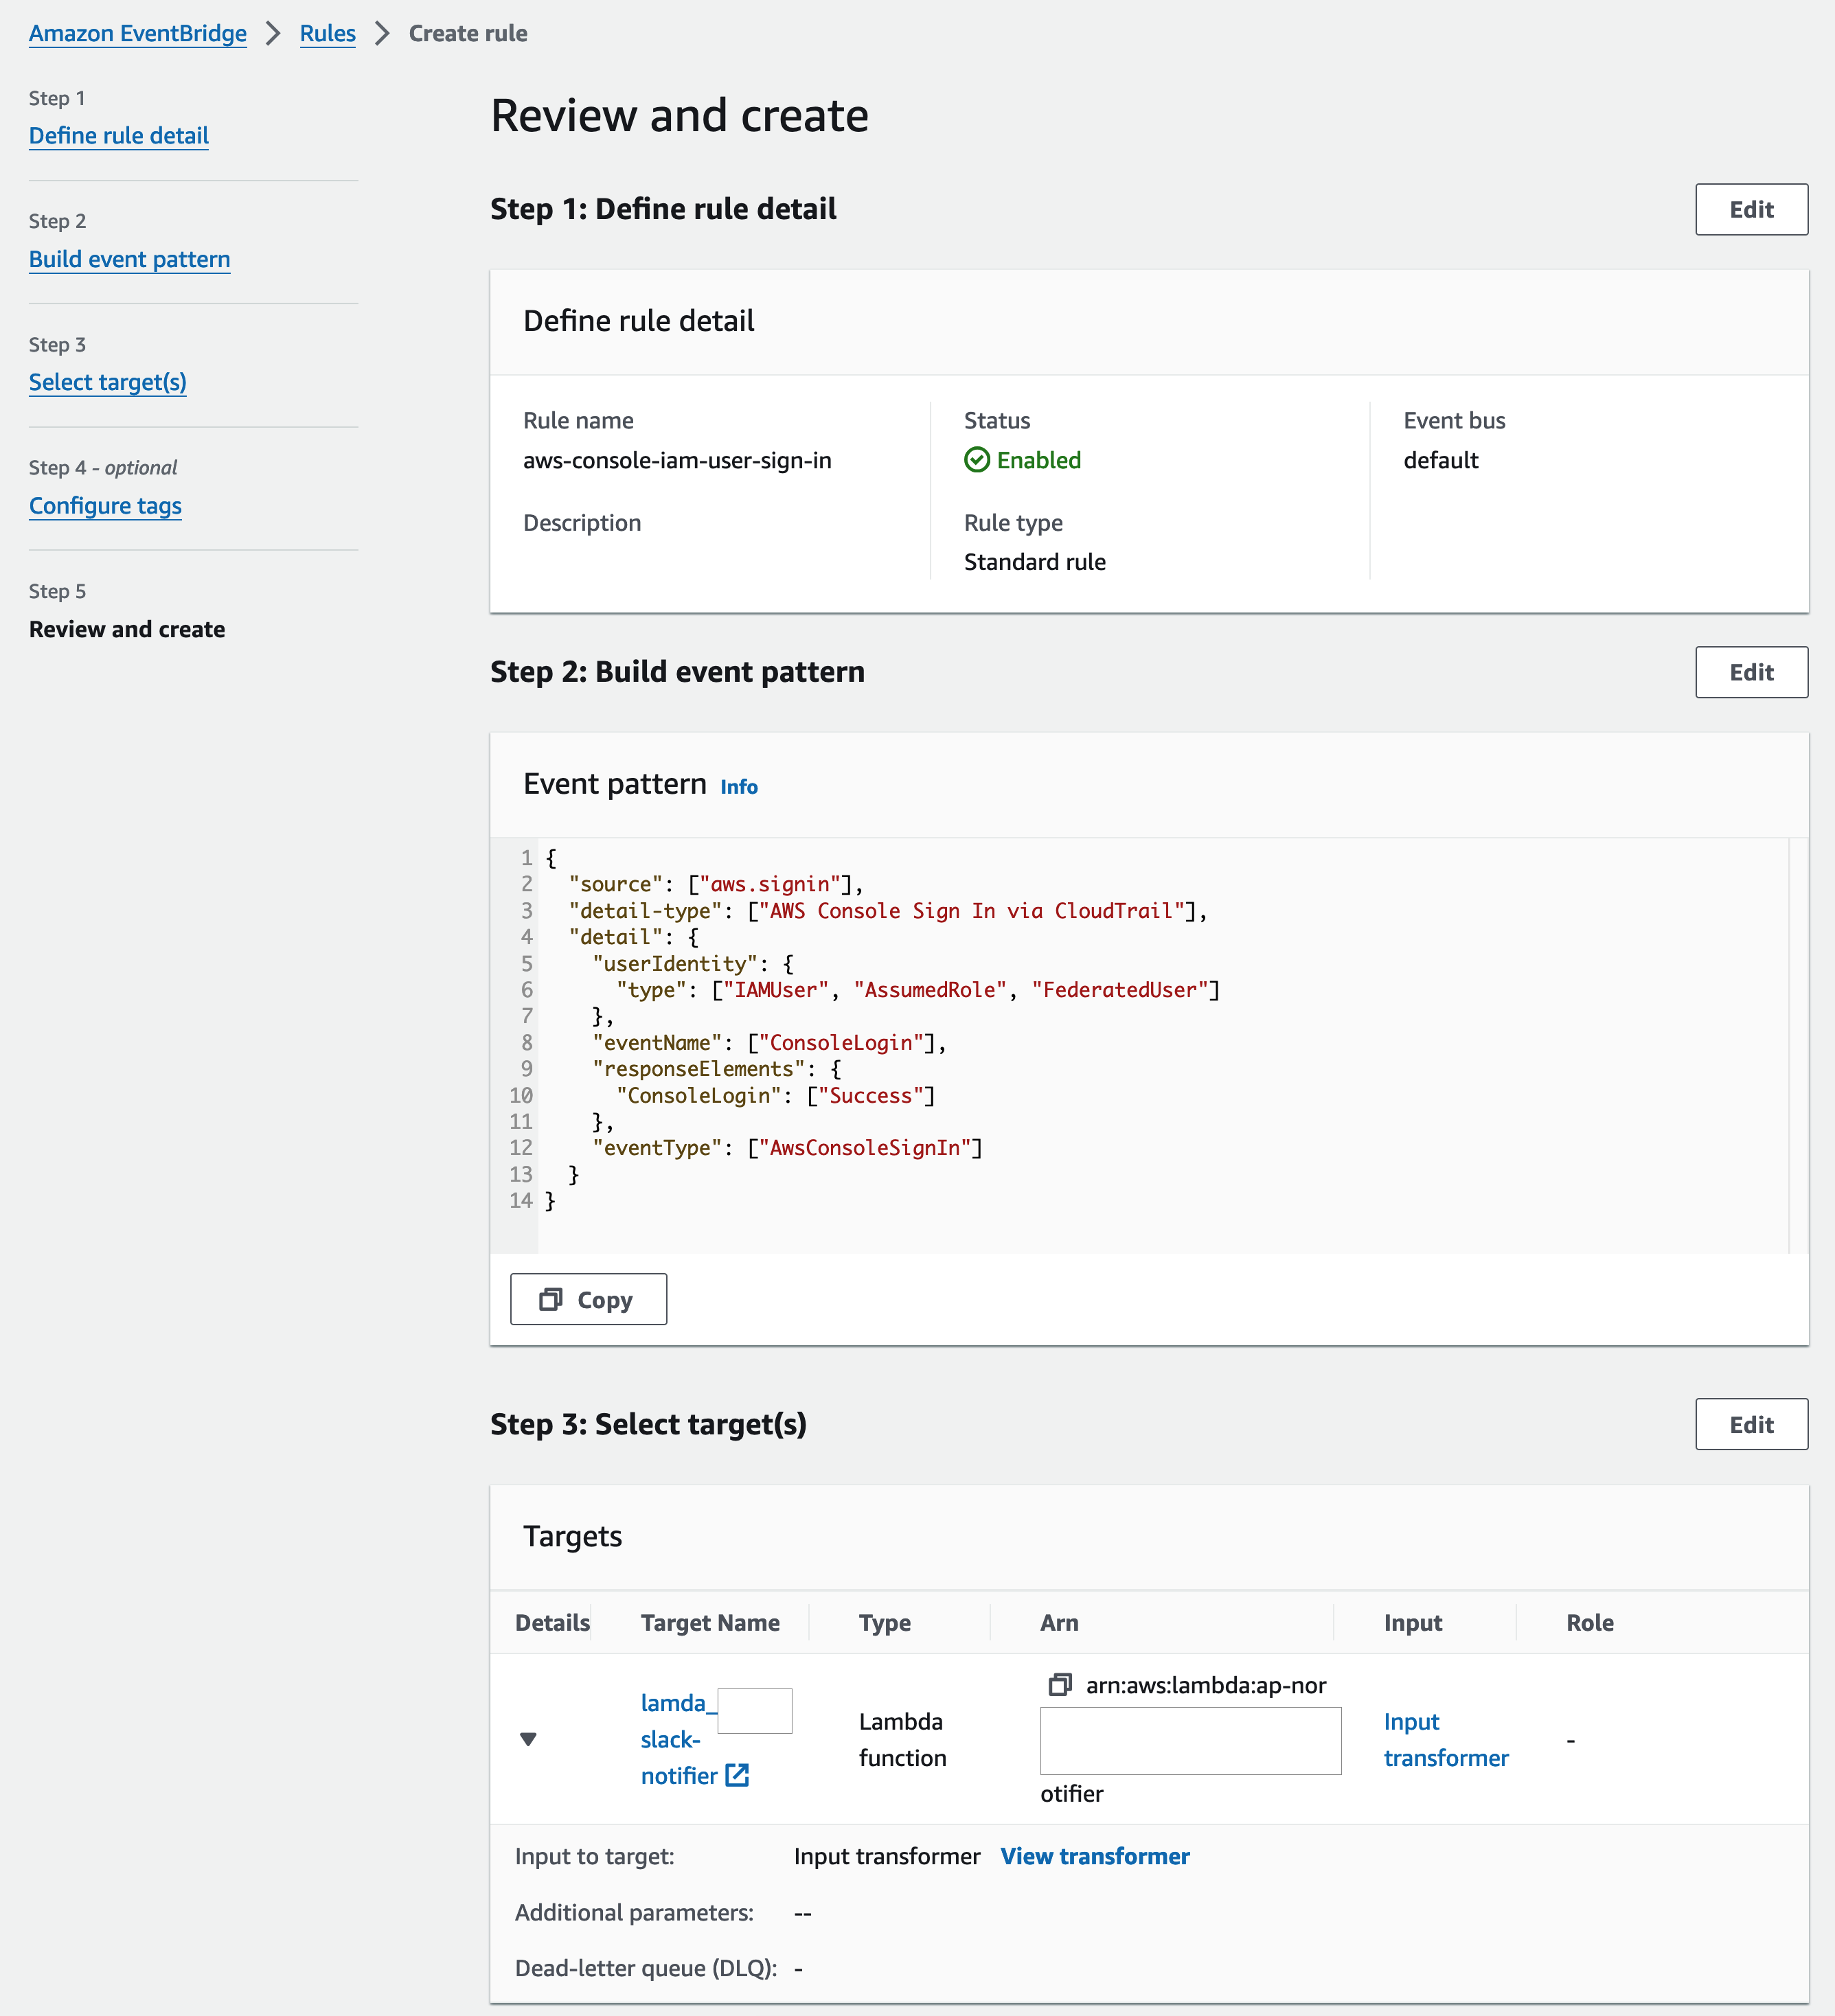 Amazon EventBridge > Rules > Create rule
Step 1
Define rule detail
Step 2
Build event pattern
Step 3
Select target(s)
Step 4 - optional
Configure tags
Step 5
Review and create
Review and create
Step 1: Define rule detail
Edit
Define rule detail
Rule name
aws-console-iam-user-sign-in
Description
Status
Enabled
Rule type
Standard rule
Event bus
default
Step 2: Build event pattern
Edit
Event pattern Info
1 {
2   "source": ["aws.signin"],
3   "detail-type": ["AWS Console Sign In via CloudTrail"],
4   "detail": {
5     "userIdentity": {
6       "type": ["IAMUser", "AssumedRole", "FederatedUser"]
7     },
8     "eventName": ["ConsoleLogin"],
9     "responseElements": {
10       "ConsoleLogin": ["Success"]
11     },
12     "eventType": ["AwsConsoleSignIn"]
13   }
14 }
Copy
Step 3: Select target(s)
Edit
Targets
Details Target Name Type Arn Input Role
lamda_
slack-
notifier
Lambda
function
arn:aws:lambda:ap-nor
otifier
Input
transformer
-
Input to target: Input transformer View transformer
Additional parameters: --
Dead-letter queue (DLQ): -